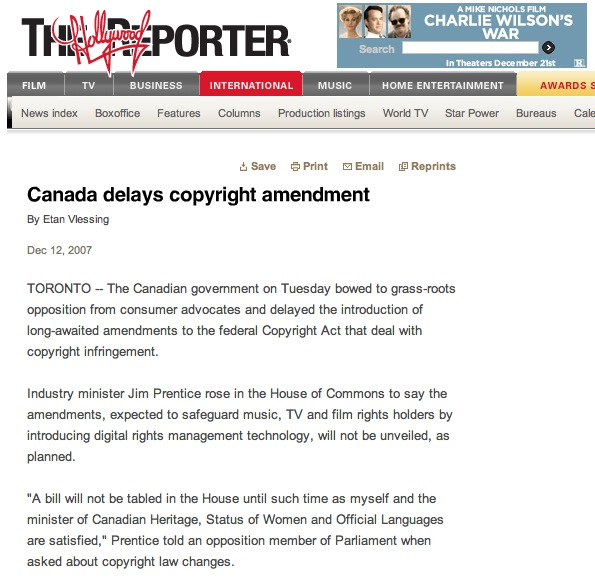 THE Hollywood REPORTER
A MIKE NICHOLS FILM
CHARLIE WILSON'S
WAR
Search
In Theaters December 21st
R
FILM TV BUSINESS INTERNATIONAL MUSIC HOME ENTERTAINMENT AWARDS S
News index Boxoffice Features Columns Production listings World TV Star Power Bureaus Cale
Save Print Email Reprints
Canada delays copyright amendment
By Etan Vlessing
Dec 12, 2007
TORONTO -- The Canadian government on Tuesday bowed to grass-roots
opposition from consumer advocates and delayed the introduction of
long-awaited amendments to the federal Copyright Act that deal with
copyright infringement.
Industry minister Jim Prentice rose in the House of Commons to say the
amendments, expected to safeguard music, TV and film rights holders by
introducing digital rights management technology, will not be unveiled, as
planned.
"A bill will not be tabled in the House until such time as myself and the
minister of Canadian Heritage, Status of Women and Official Languages
are satisfied," Prentice told an opposition member of Parliament when
asked about copyright law changes.